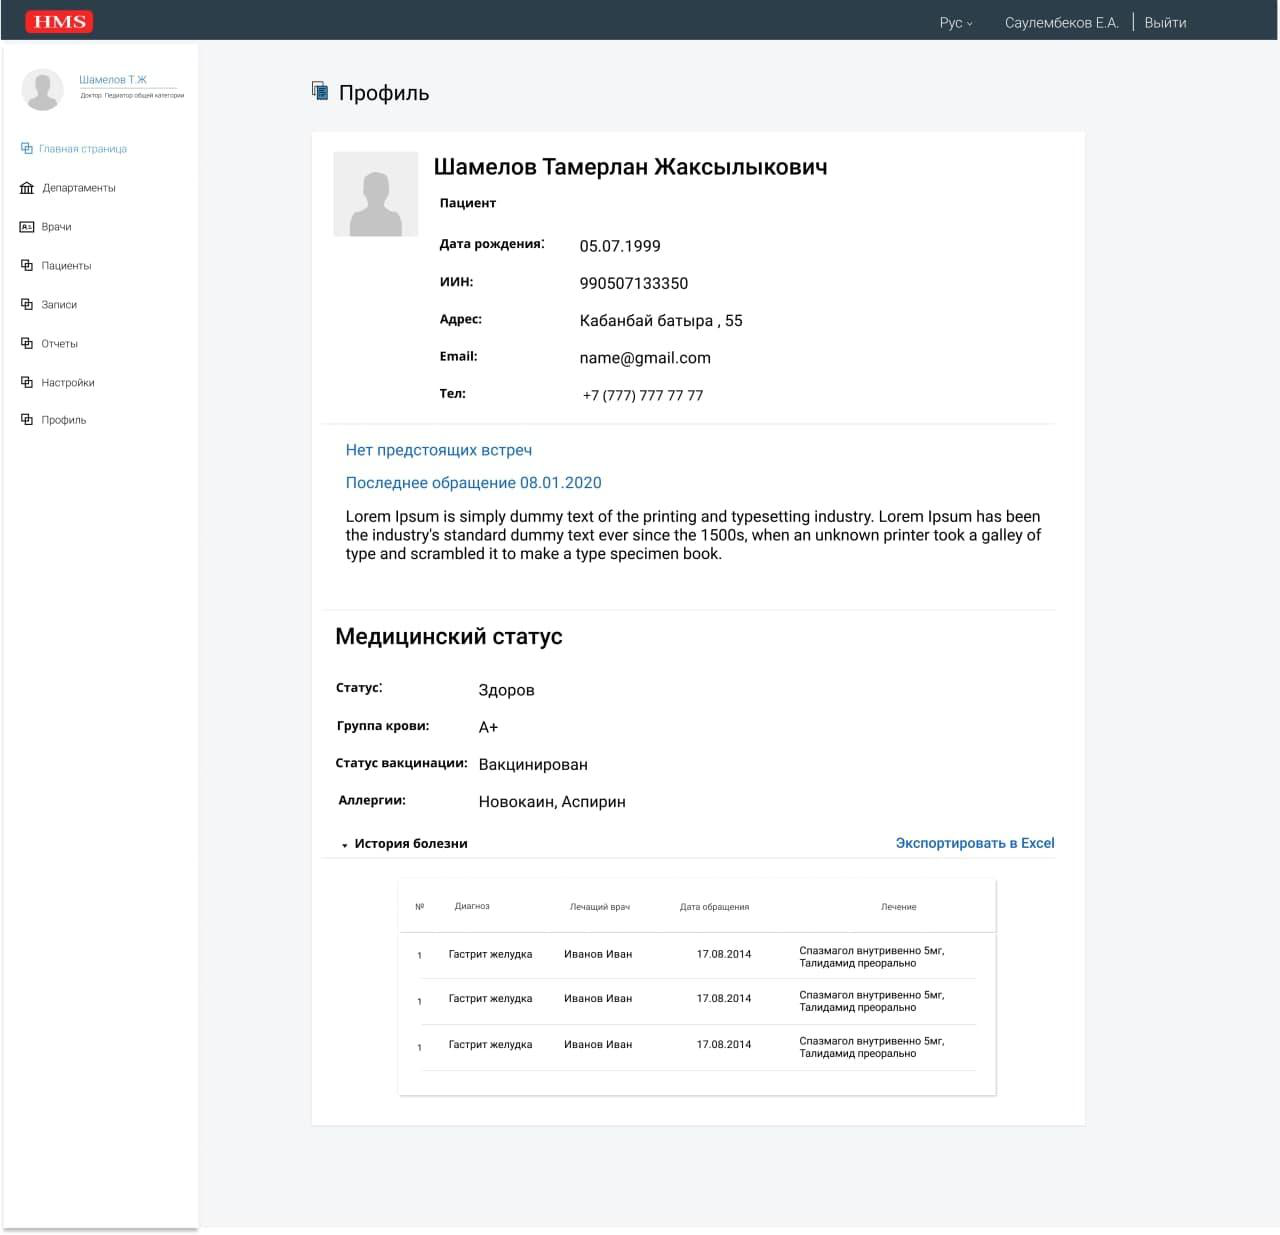 HMS
Рус
Саулембеков Е.А.
Выйти
Шамелов Т.Ж
Доктор. Педиатор общей категории
Главная страница
Департаменты
Врачи
Пациенты
Записи
Отчеты
Настройки
Профиль
Профиль
Шамелов Тамерлан Жаксылыкович
Пациент
Дата рождения: 05.07.1999
ИИН: 990507133350
Адрес: Кабанбай батыра , 55
Email: name@gmail.com
Тел: +7 (777) 777 77 77
Нет предстоящих встреч
Последнее обращение 08.01.2020
Lorem Ipsum is simply dummy text of the printing and typesetting industry. Lorem Ipsum has been
the industry's standard dummy text ever since the 1500s, when an unknown printer took a galley of
type and scrambled it to make a type specimen book.
Медицинский статус
Статус: Здоров
Группа крови: А+
Статус вакцинации: Вакцинирован
Аллергии: Новокаин, Аспирин
История болезни
Экспортировать в Excel
№ Диагноз Лечащий врач Дата обращения Лечение
1 Гастрит желудка Иванов Иван 17.08.2014 Спазмагол внутривенно 5мг,
Талидамид преорально
1 Гастрит желудка Иванов Иван 17.08.2014 Спазмагол внутривенно 5мг,
Талидамид преорально
1 Гастрит желудка Иванов Иван 17.08.2014 Спазмагол внутривенно 5мг,
Талидамид преорально